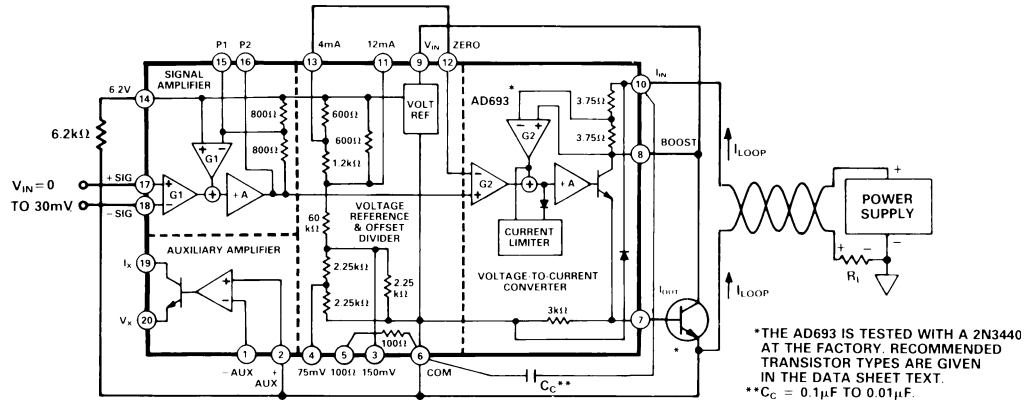 P1
P2
4mA
12mA
VIN
ZERO
15
16
13
11
9
12
SIGNAL
AMPLIFIER
6.2V
14
6.2kΩ
800Ω
800Ω
600Ω
600Ω
1.2kΩ
VOLT
REF
AD693
*
3.75Ω
3.75Ω
10
IIN
+ −
G1
− +
G2
8
BOOST
ILOOP
VIN = 0
TO 30mV
+ SIG
17
− SIG
18
+
−
G1
+
+ A
−
+
G2
+
+ A
+
POWER
SUPPLY
−
60
kΩ
VOLTAGE
REFERENCE
& OFFSET
DIVIDER
CURRENT
LIMITER
AUXILIARY AMPLIFIER
IX
19
2.25kΩ
2.25kΩ
2.25
kΩ
VOLTAGE-TO-CURRENT
CONVERTER
+ −
RL
VX
20
+
−
3kΩ
IOUT
7
ILOOP
*
1
2
4
5
3
6
100Ω
− AUX
+
AUX
75mV
100Ω
150mV
COM
CC**
*THE AD693 IS TESTED WITH A 2N3440
AT THE FACTORY. RECOMMENDED
TRANSISTOR TYPES ARE GIVEN
IN THE DATA SHEET TEXT.
**CC = 0.1μF TO 0.01μF.